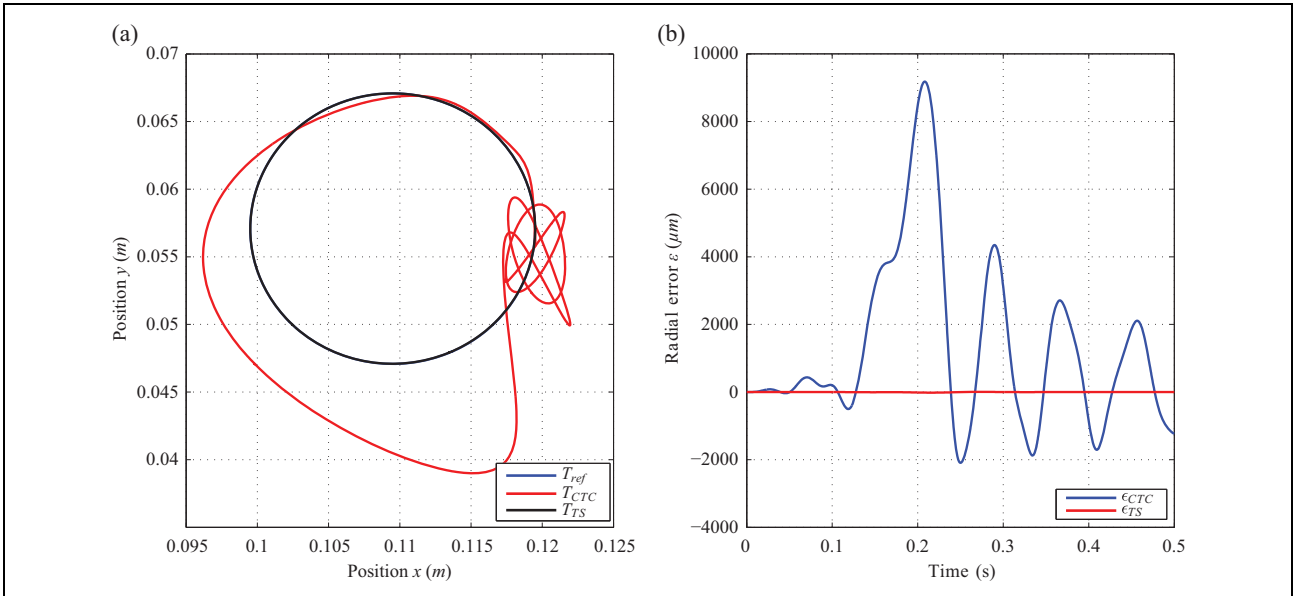 (a)
0.07
0.065
0.06
0.055
0.05
0.045
0.04
0.095
0.1
0.105
0.11
0.115
0.12
0.125
Position y (m)
Position x (m)
T_ref
T_CTC
T_TS
(b)
10000
8000
6000
4000
2000
0
−2000
−4000
0
0.1
0.2
0.3
0.4
0.5
Radial error ε (μm)
Time (s)
ϵ_CTC
ϵ_TS